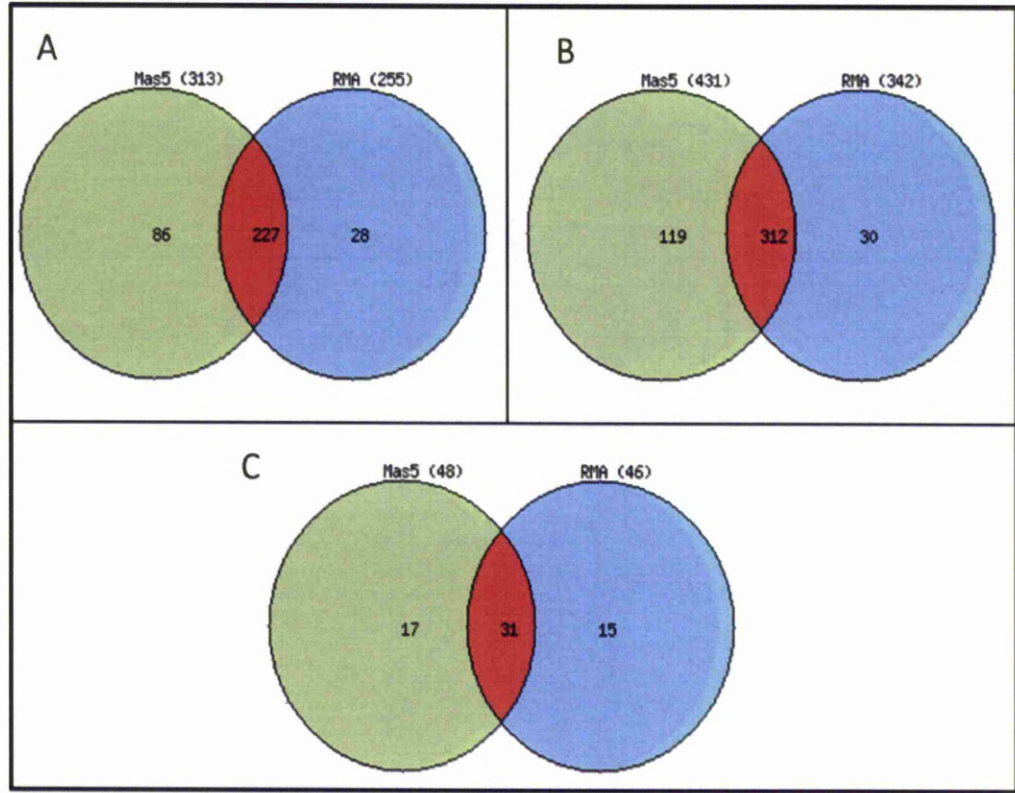 A
Mas5 (313) RMA (255)
86 227 28
B
Mas5 (431) RMA (342)
119 312 30
C
Mas5 (48) RMA (46)
17 31 15